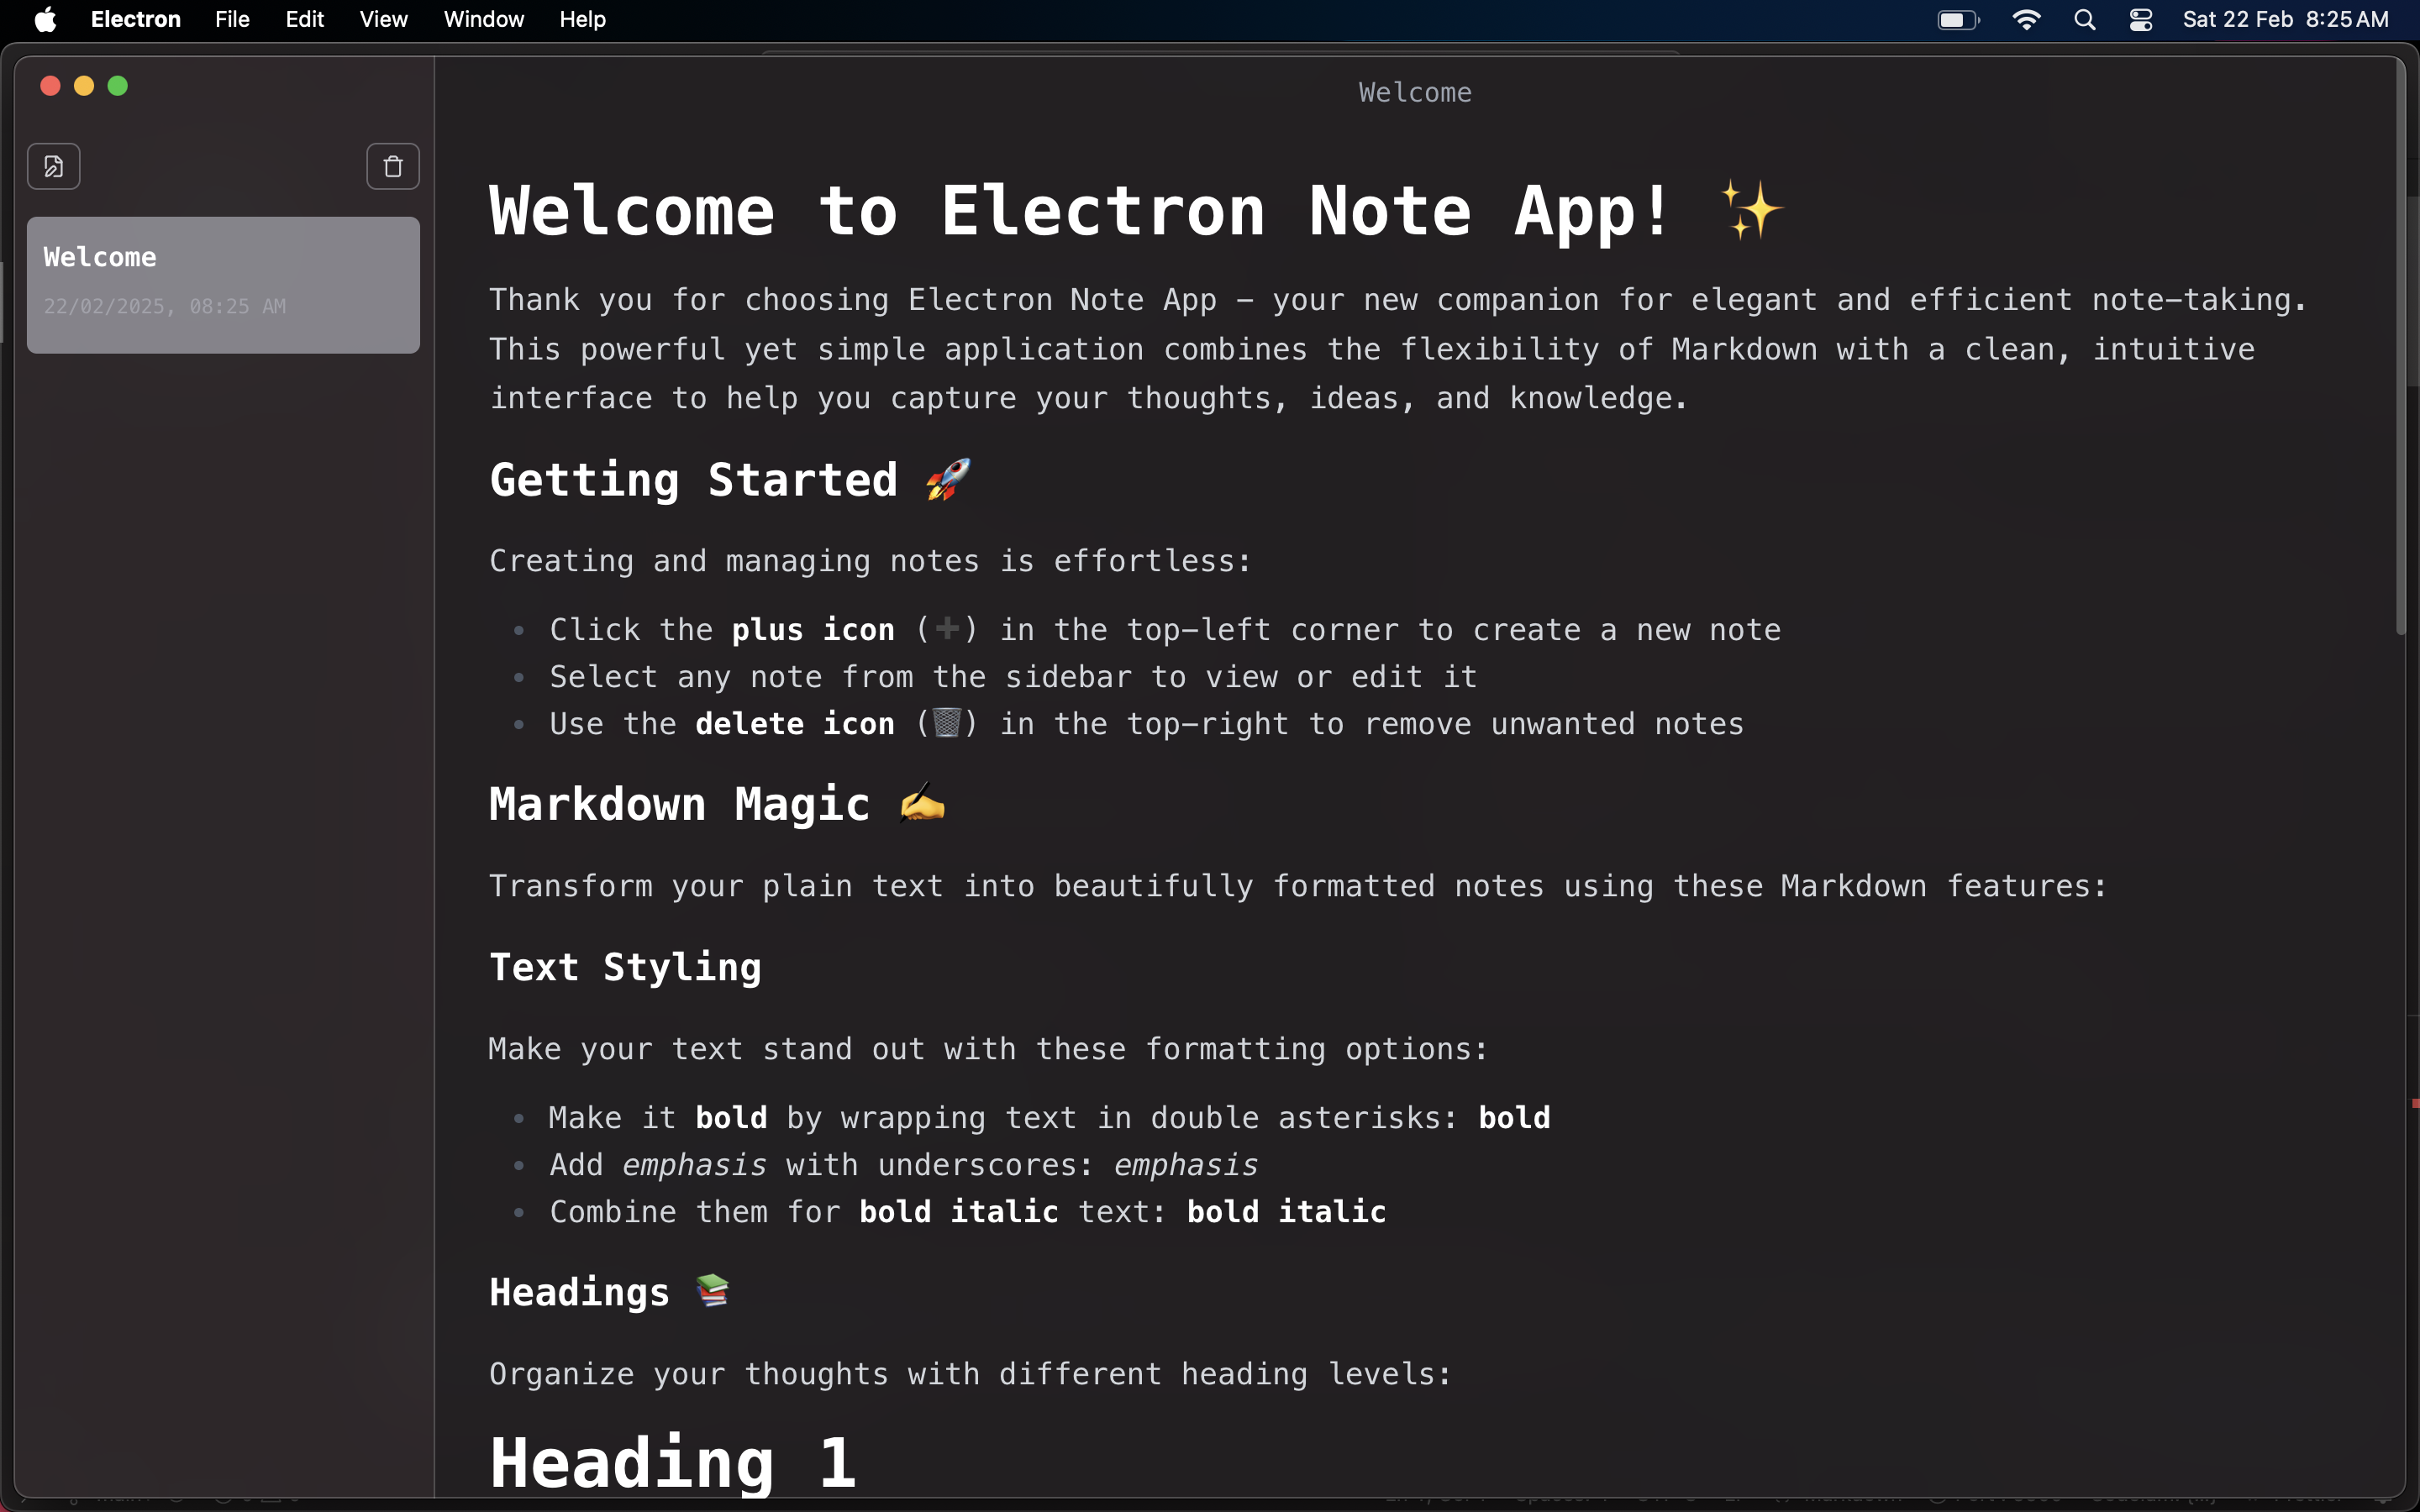 Electron File Edit View Window Help Sat 22 Feb 8:25 AM
Welcome
Welcome
22/02/2025, 08:25 AM
Welcome to Electron Note App! ✨
Thank you for choosing Electron Note App – your new companion for elegant and efficient note-taking.
This powerful yet simple application combines the flexibility of Markdown with a clean, intuitive
interface to help you capture your thoughts, ideas, and knowledge.
Getting Started 🚀
Creating and managing notes is effortless:
• Click the plus icon (➕) in the top-left corner to create a new note
• Select any note from the sidebar to view or edit it
• Use the delete icon (🗑️) in the top-right to remove unwanted notes
Markdown Magic ✍️
Transform your plain text into beautifully formatted notes using these Markdown features:
Text Styling
Make your text stand out with these formatting options:
• Make it bold by wrapping text in double asterisks: bold
• Add emphasis with underscores: emphasis
• Combine them for bold italic text: bold italic
Headings 📚
Organize your thoughts with different heading levels:
Heading 1